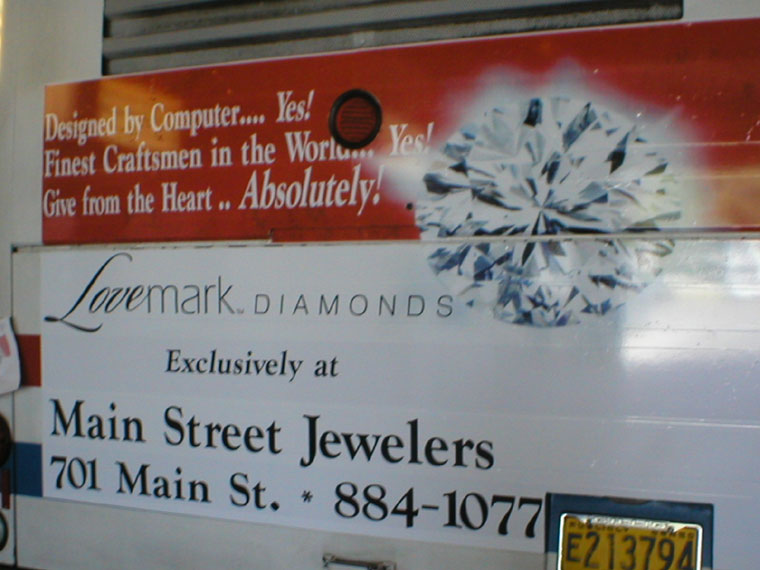 Designed by Computer.... Yes!
Finest Craftsmen in the World... Yes!
Give from the Heart .. Absolutely!
Lovemark DIAMONDS
Exclusively at
Main Street Jewelers
701 Main St. * 884-1077
E213794